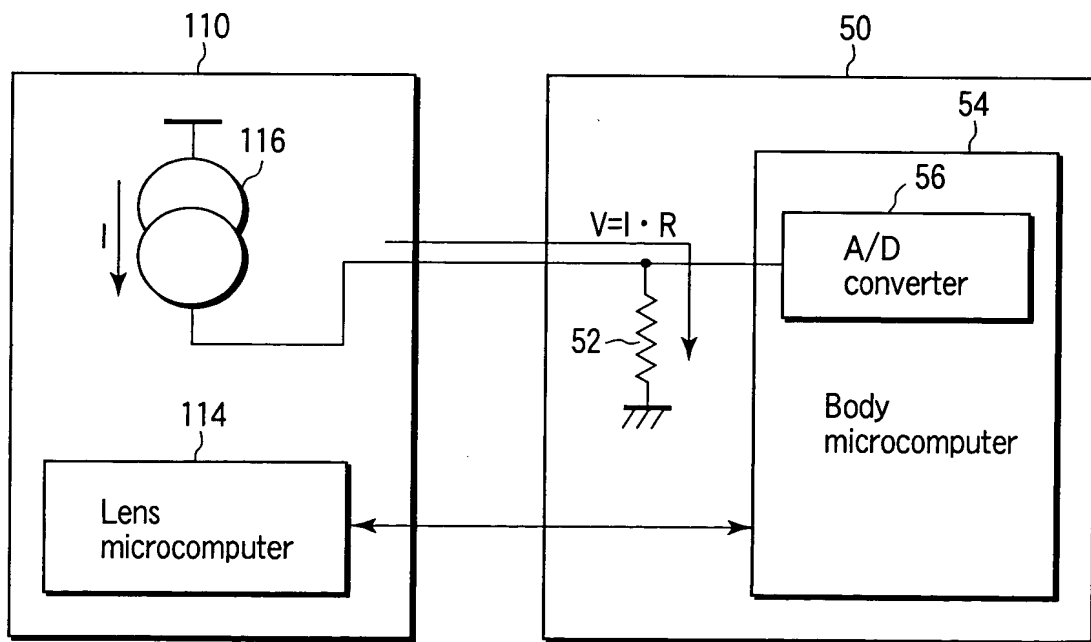 110
50
116
54
56
I
V=I · R
A/D
converter
52
114
Body
microcomputer
Lens
microcomputer